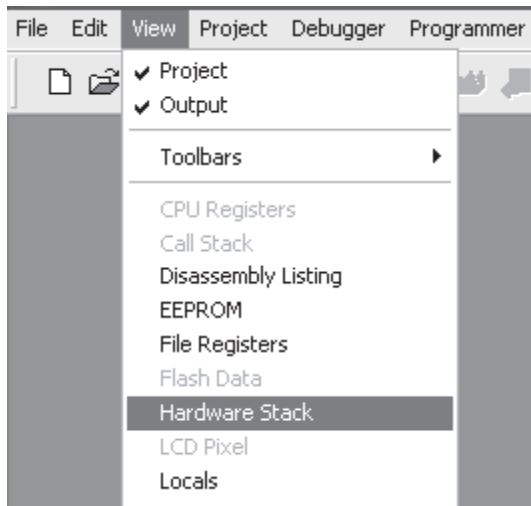 File Edit View Project Debugger Programmer
Project
Output
Toolbars
CPU Registers
Call Stack
Disassembly Listing
EEPROM
File Registers
Flash Data
Hardware Stack
LCD Pixel
Locals